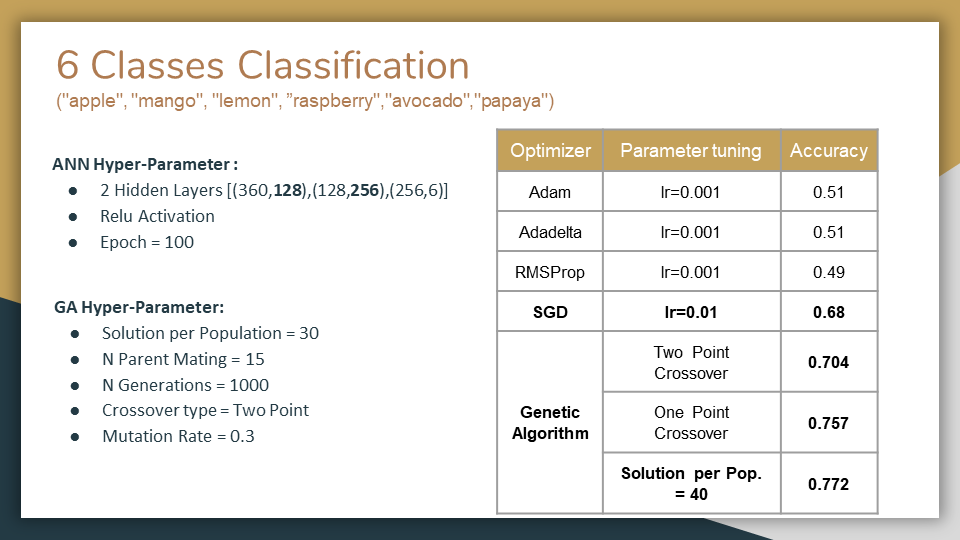 6 Classes Classification
("apple", "mango", "lemon", ”raspberry","avocado","papaya")
ANN Hyper-Parameter :
● 2 Hidden Layers [(360,128),(128,256),(256,6)]
● Relu Activation
● Epoch = 100
GA Hyper-Parameter:
● Solution per Population = 30
● N Parent Mating = 15
● N Generations = 1000
● Crossover type = Two Point
● Mutation Rate = 0.3
Optimizer Parameter tuning Accuracy
Adam lr=0.001 0.51
Adadelta lr=0.001 0.51
RMSProp lr=0.001 0.49
SGD lr=0.01 0.68
Genetic
Algorithm
Two Point
Crossover
0.704
One Point
Crossover
0.757
Solution per Pop.
= 40
0.772